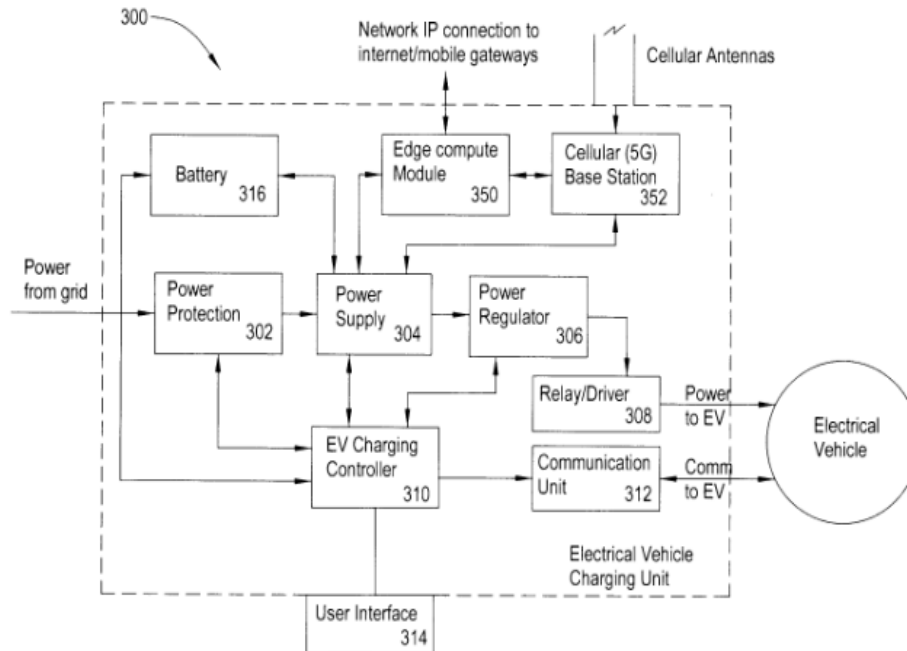 300
Network IP connection to
internet/mobile gateways
Cellular Antennas
Battery
316
Edge compute
Module
350
Cellular (5G)
Base Station
352
Power
from grid
Power
Protection
302
Power
Supply
304
Power
Regulator
306
Relay/Driver
308
Power
to EV
Electrical
Vehicle
EV Charging
Controller
310
Communication
Unit
312
Comm
to EV
Electrical Vehicle
Charging Unit
User Interface
314